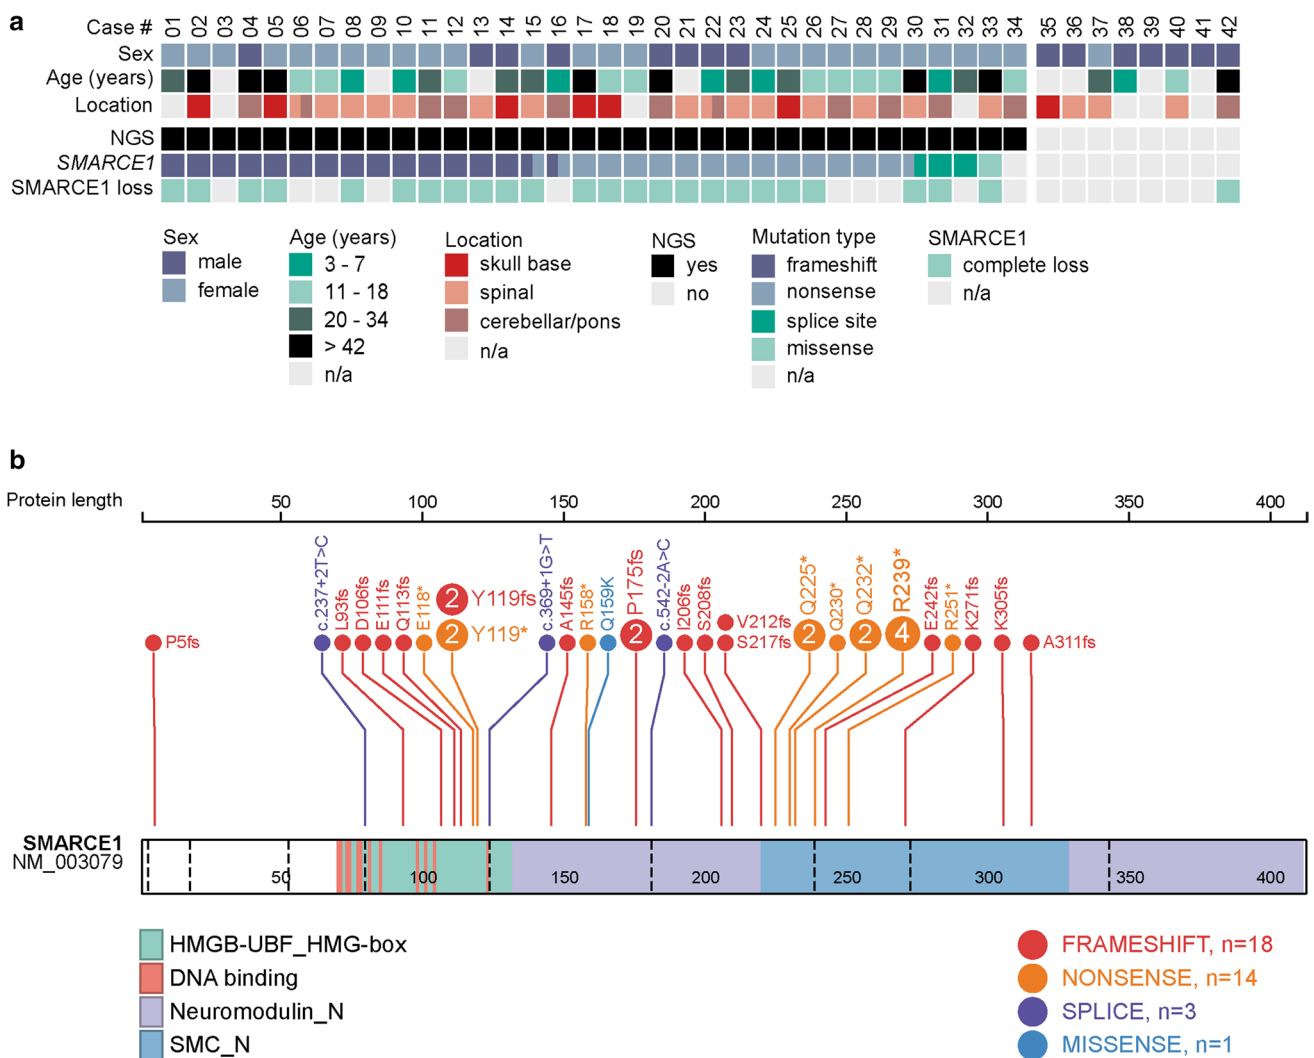 a
Case # 01 02 03 04 05 06 07 08 09 10 11 12 13 14 15 16 17 18 19 20 21 22 23 24 25 26 27 28 29 30 31 32 33 34 35 36 37 38 39 40 41 42
Sex
Age (years)
Location
NGS
SMARCE1
SMARCE1 loss
Sex
male
female
Age (years)
3 - 7
11 - 18
20 - 34
> 42
n/a
Location
skull base
spinal
cerebellar/pons
n/a
NGS
yes
no
Mutation type
frameshift
nonsense
splice site
missense
n/a
SMARCE1
complete loss
n/a
b
Protein length 50 100 150 200 250 300 350 400
P5fs
c.237+2T>C
L93fs
D106fs
E111fs
Q113fs
E118*
2 Y119fs
2 Y119*
c.369+1G>T
A145fs
R158*
Q159K
2 P175fs
c.542-2A>C
I206fs
S208fs
V212fs
S217fs
2 Q225*
Q230*
2 Q232*
4 R239*
E242fs
R251*
K271fs
K305fs
A311fs
SMARCE1
NM_003079
50 100 150 200 250 300 350 400
HMGB-UBF_HMG-box
DNA binding
Neuromodulin_N
SMC_N
FRAMESHIFT, n=18
NONSENSE, n=14
SPLICE, n=3
MISSENSE, n=1